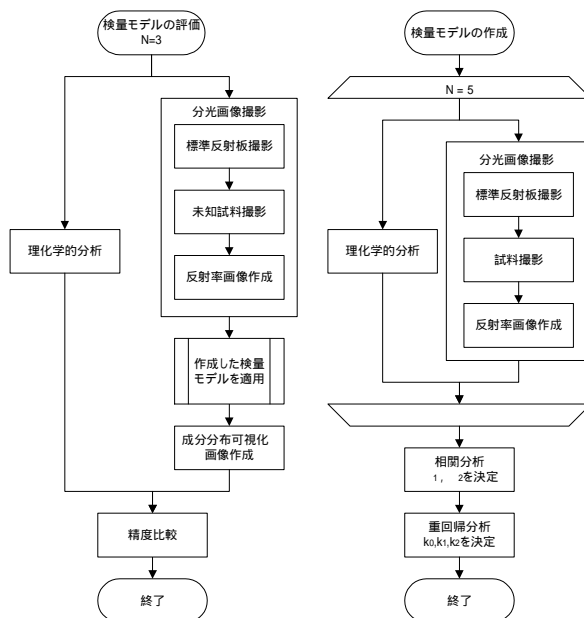 検量モデルの評価
N=3
分光画像撮影
標準反射板撮影
未知試料撮影
反射率画像作成
理化学的分析
作成した検量
モデルを適用
成分分布可視化
画像作成
精度比較
終了
検量モデルの作成
N = 5
分光画像撮影
標準反射板撮影
試料撮影
反射率画像作成
理化学的分析
相関分析
1 , 2を決定
重回帰分析
k0,k1,k2を決定
終了